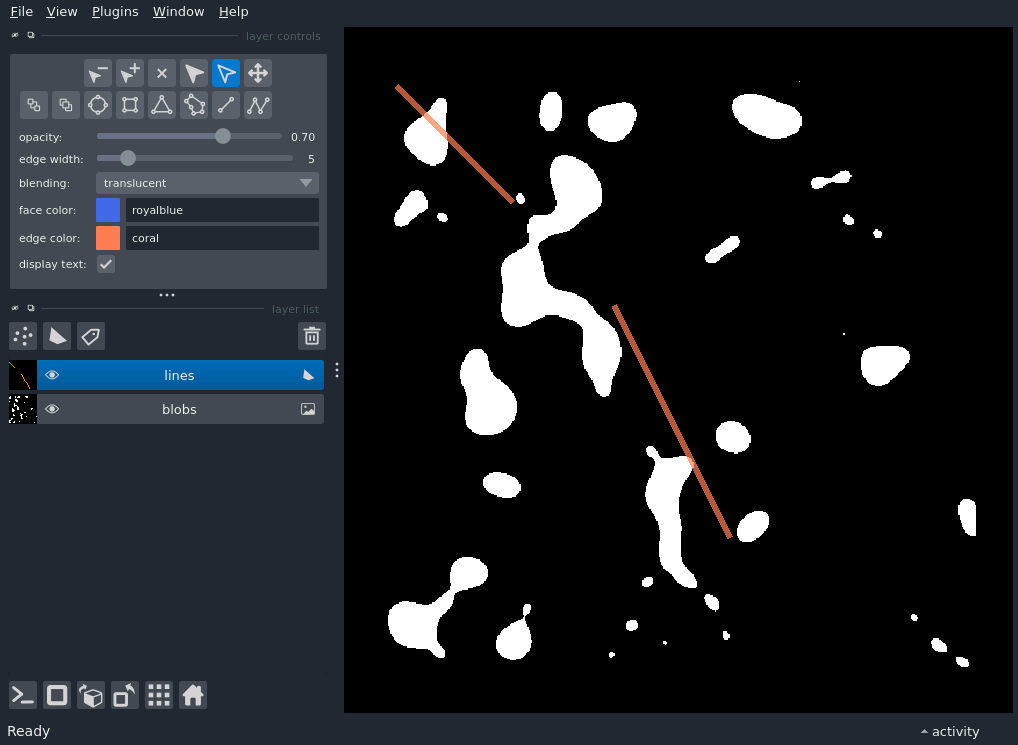 File View Plugins Window Help
layer controls
opacity: 0.70
edge width: 5
blending: translucent
face color: royalblue
edge color: coral
display text:
layer list
lines
blobs
Ready
activity